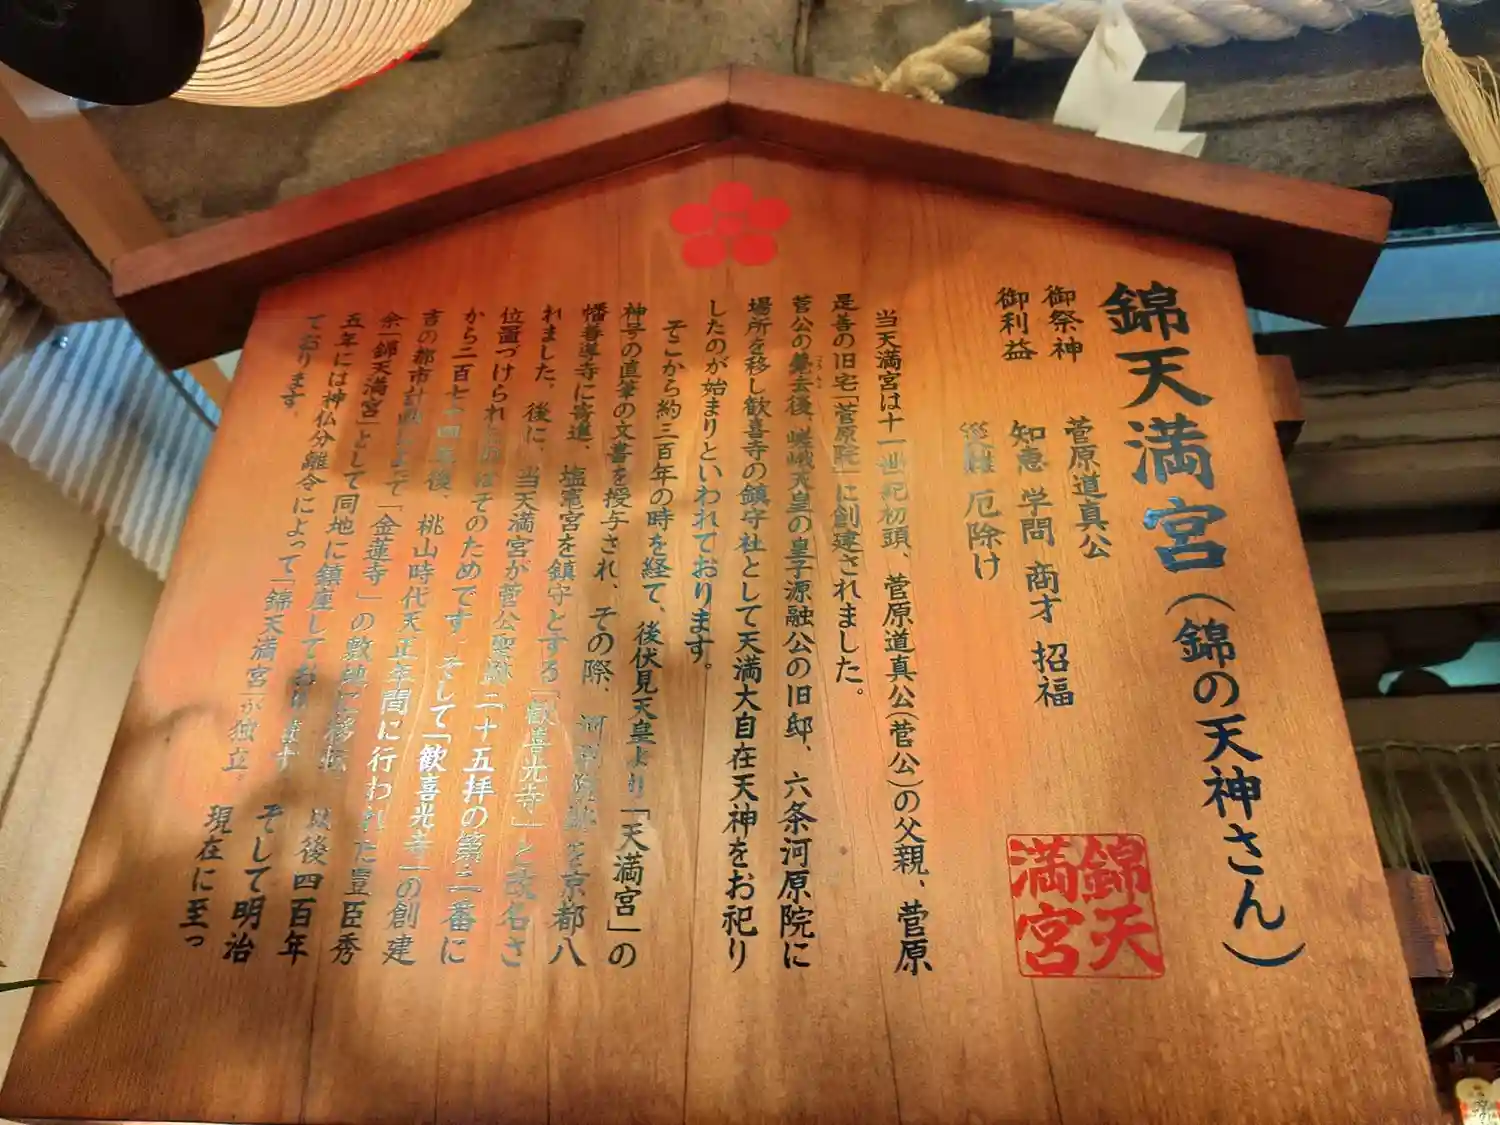 錦天満宮(錦の天神さん)
御祭神 菅原道真公
御利益 知恵 学問 商才 招福
厄除け
錦天
満宮
当天満宮は十一世紀初頭、菅原道真公(菅公)の父親、菅原
是善の旧宅「菅原院」に創建されました。
菅公の薨去後、嵯峨天皇の皇子源融公の旧邸、六条河原院に
場所を移し歓喜寺の鎮守社として天満大自在天神をお祀り
したのが始まりといわれております。
そこから約三百年の時を経て、後伏見天皇より「天満宮」の
神号の直筆の文書を授与され、その際、河原院跡を京都八
幡善導寺に寄進、塩竈宮を鎮守とする「歓喜光寺」と改名さ
れました。後に、当天満宮が菅公聖跡二十五拝の第二番に
位置づけられたのはそのためです。そして「歓喜光寺」の創建
から二百七十四年後、桃山時代天正年間に行われた豊臣秀
吉の都市計画によって「金蓮寺」の敷地に移転 以後四百年
余「錦天満宮」として同地に鎮座しております。そして明治
五年には神仏分離令によって「錦天満宮」が独立、現在に至っ
ております。